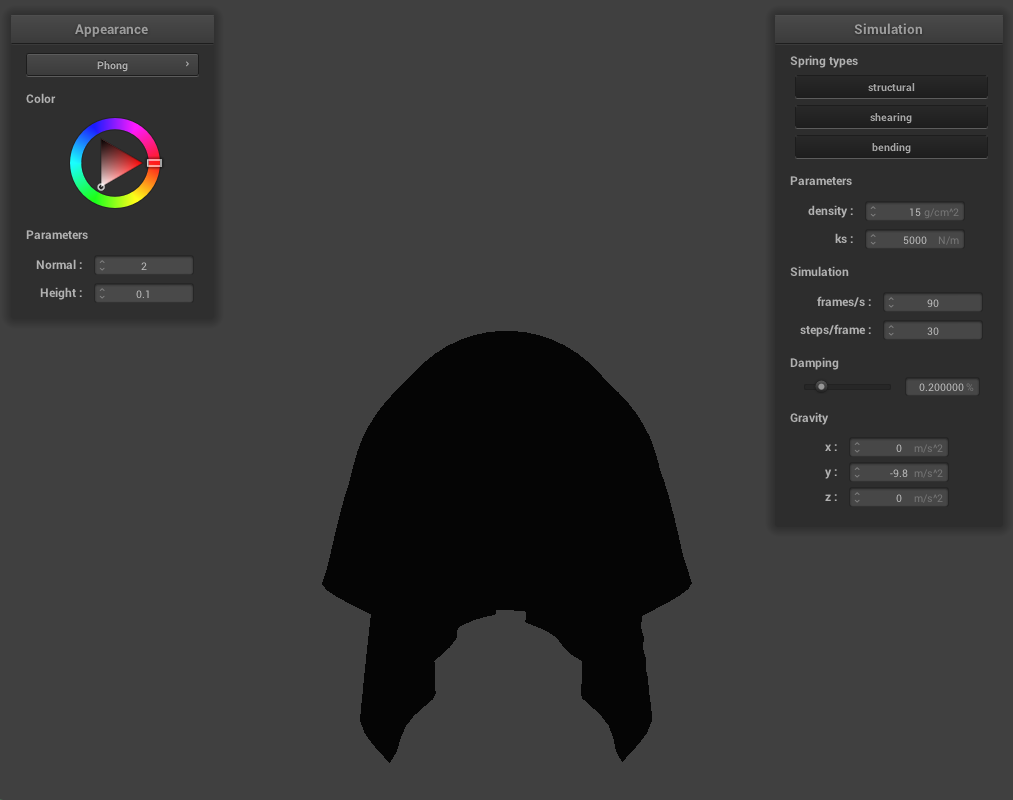 Appearance
Phong
Color
Parameters
Normal : 2
Height : 0.1
Simulation
Spring types
structural
shearing
bending
Parameters
density : 15 g/cm^2
ks : 5000 N/m
Simulation
frames/s : 90
steps/frame : 30
Damping
0.200000 %
Gravity
x : 0 m/s^2
y : -9.8 m/s^2
z : 0 m/s^2